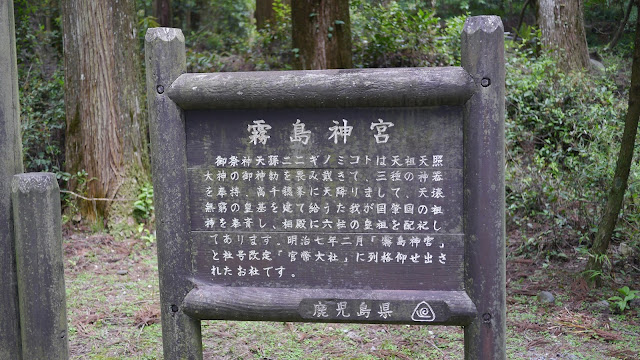 霧島神宮
御祭神天孫ニニギノミコトは天祖天照
大神の御神勅を畏み戴きて、三種の神器
を奉持、高千穂峯に天降りまして、天壌
無窮の皇基を建て給うた我が国肇国の祖
神を奉斎し、相殿に六柱の皇祖を配祀し
てあります。明治七年二月「霧島神宮」
と社号改定「官幣大社」に列格仰せ出さ
れたお社です。
鹿児島県